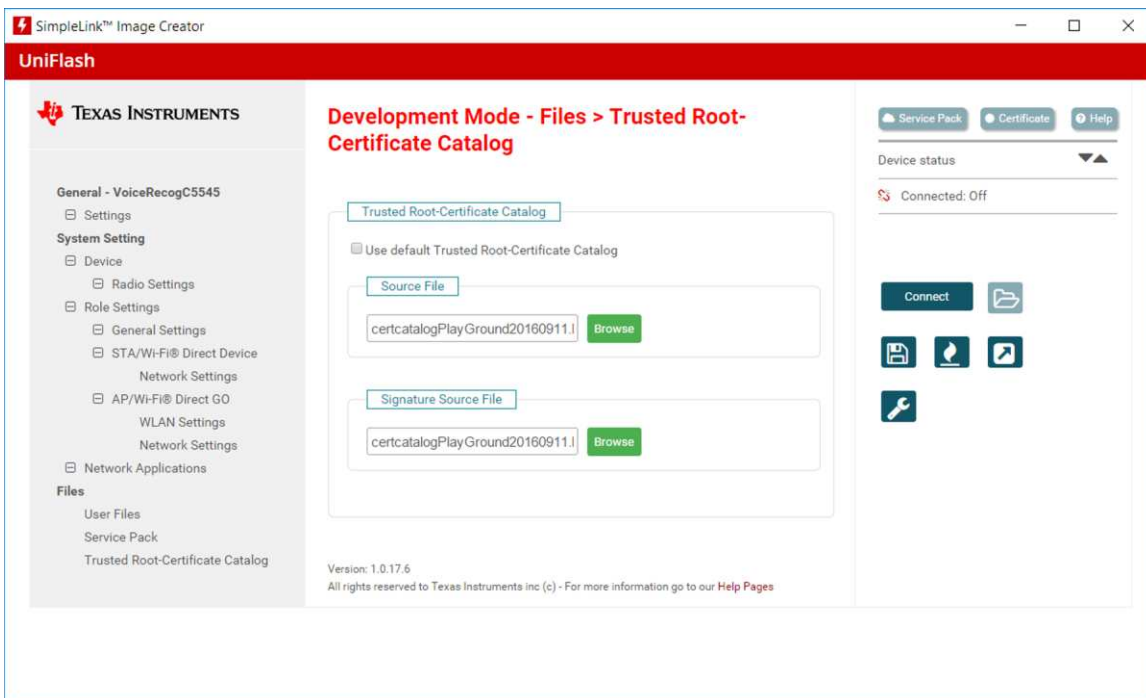 SimpleLink™ Image Creator
UniFlash
TEXAS INSTRUMENTS
General - VoiceRecogC5545
Settings
System Setting
Device
Radio Settings
Role Settings
General Settings
STA/Wi-Fi® Direct Device
Network Settings
AP/Wi-Fi® Direct GO
WLAN Settings
Network Settings
Network Applications
Files
User Files
Service Pack
Trusted Root-Certificate Catalog
Development Mode - Files > Trusted Root-
Certificate Catalog
Trusted Root-Certificate Catalog
Use default Trusted Root-Certificate Catalog
Source File
certcatalogPlayGround20160911.l Browse
Signature Source File
certcatalogPlayGround20160911.l Browse
Version: 1.0.17.6
All rights reserved to Texas Instruments inc (c) - For more information go to our Help Pages
Service Pack Certificate Help
Device status
Connected: Off
Connect